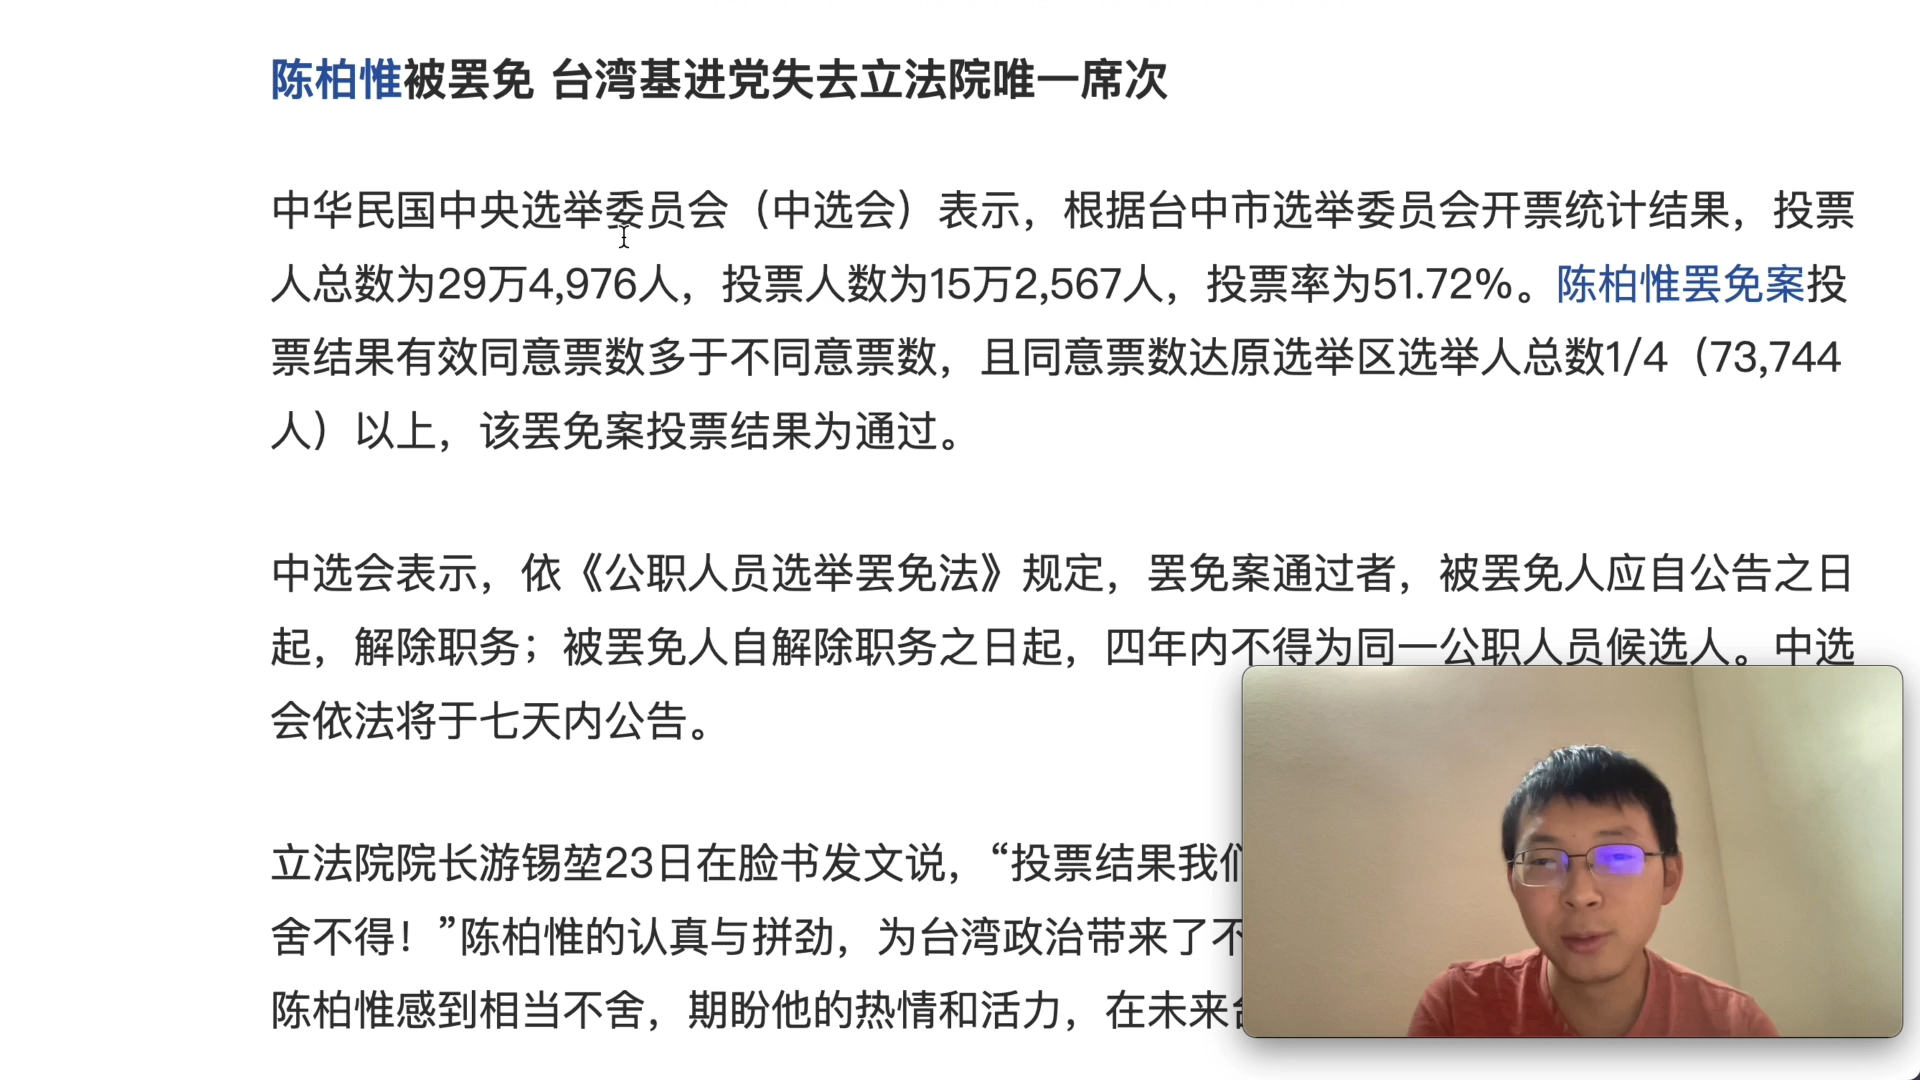 陈柏惟被罢免 台湾基进党失去立法院唯一席次
中华民国中央选举委员会（中选会）表示，根据台中市选举委员会开票统计结果，投票
人总数为29万4,976人，投票人数为15万2,567人，投票率为51.72%。陈柏惟罢免案投
票结果有效同意票数多于不同意票数，且同意票数达原选举区选举人总数1/4（73,744
人）以上，该罢免案投票结果为通过。
中选会表示，依《公职人员选举罢免法》规定，罢免案通过者，被罢免人应自公告之日
起，解除职务；被罢免人自解除职务之日起，四年内不得为同一公职人员候选人。中选
会依法将于七天内公告。
立法院院长游锡堃23日在脸书发文说，“投票结果我们
舍不得！”陈柏惟的认真与拼劲，为台湾政治带来了不
陈柏惟感到相当不舍，期盼他的热情和活力，在未来台